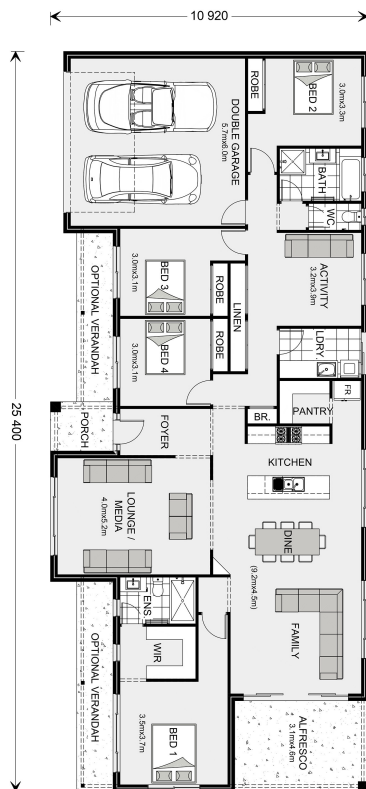 10 920
25 400
ROBE
BED 2
3.0mx3.3m
DOUBLE GARAGE
5.7mx6.0m
BATH
WC
ACTIVITY
3.2mx3.9m
BED 3
3.0mx3.1m
ROBE
LINEN
OPTIONAL VERANDAH
BED 4
3.0mx3.1m
ROBE
LDRY.
FR
PANTRY
BR.
PORCH
FOYER
KITCHEN
LOUNGE /
MEDIA
4.0mx5.2m
DINE
(9.2mx4.5m)
FAMILY
ENS.
WIR
OPTIONAL VERANDAH
BED 1
3.5mx3.7m
ALFRESCO
3.1mx4.6m